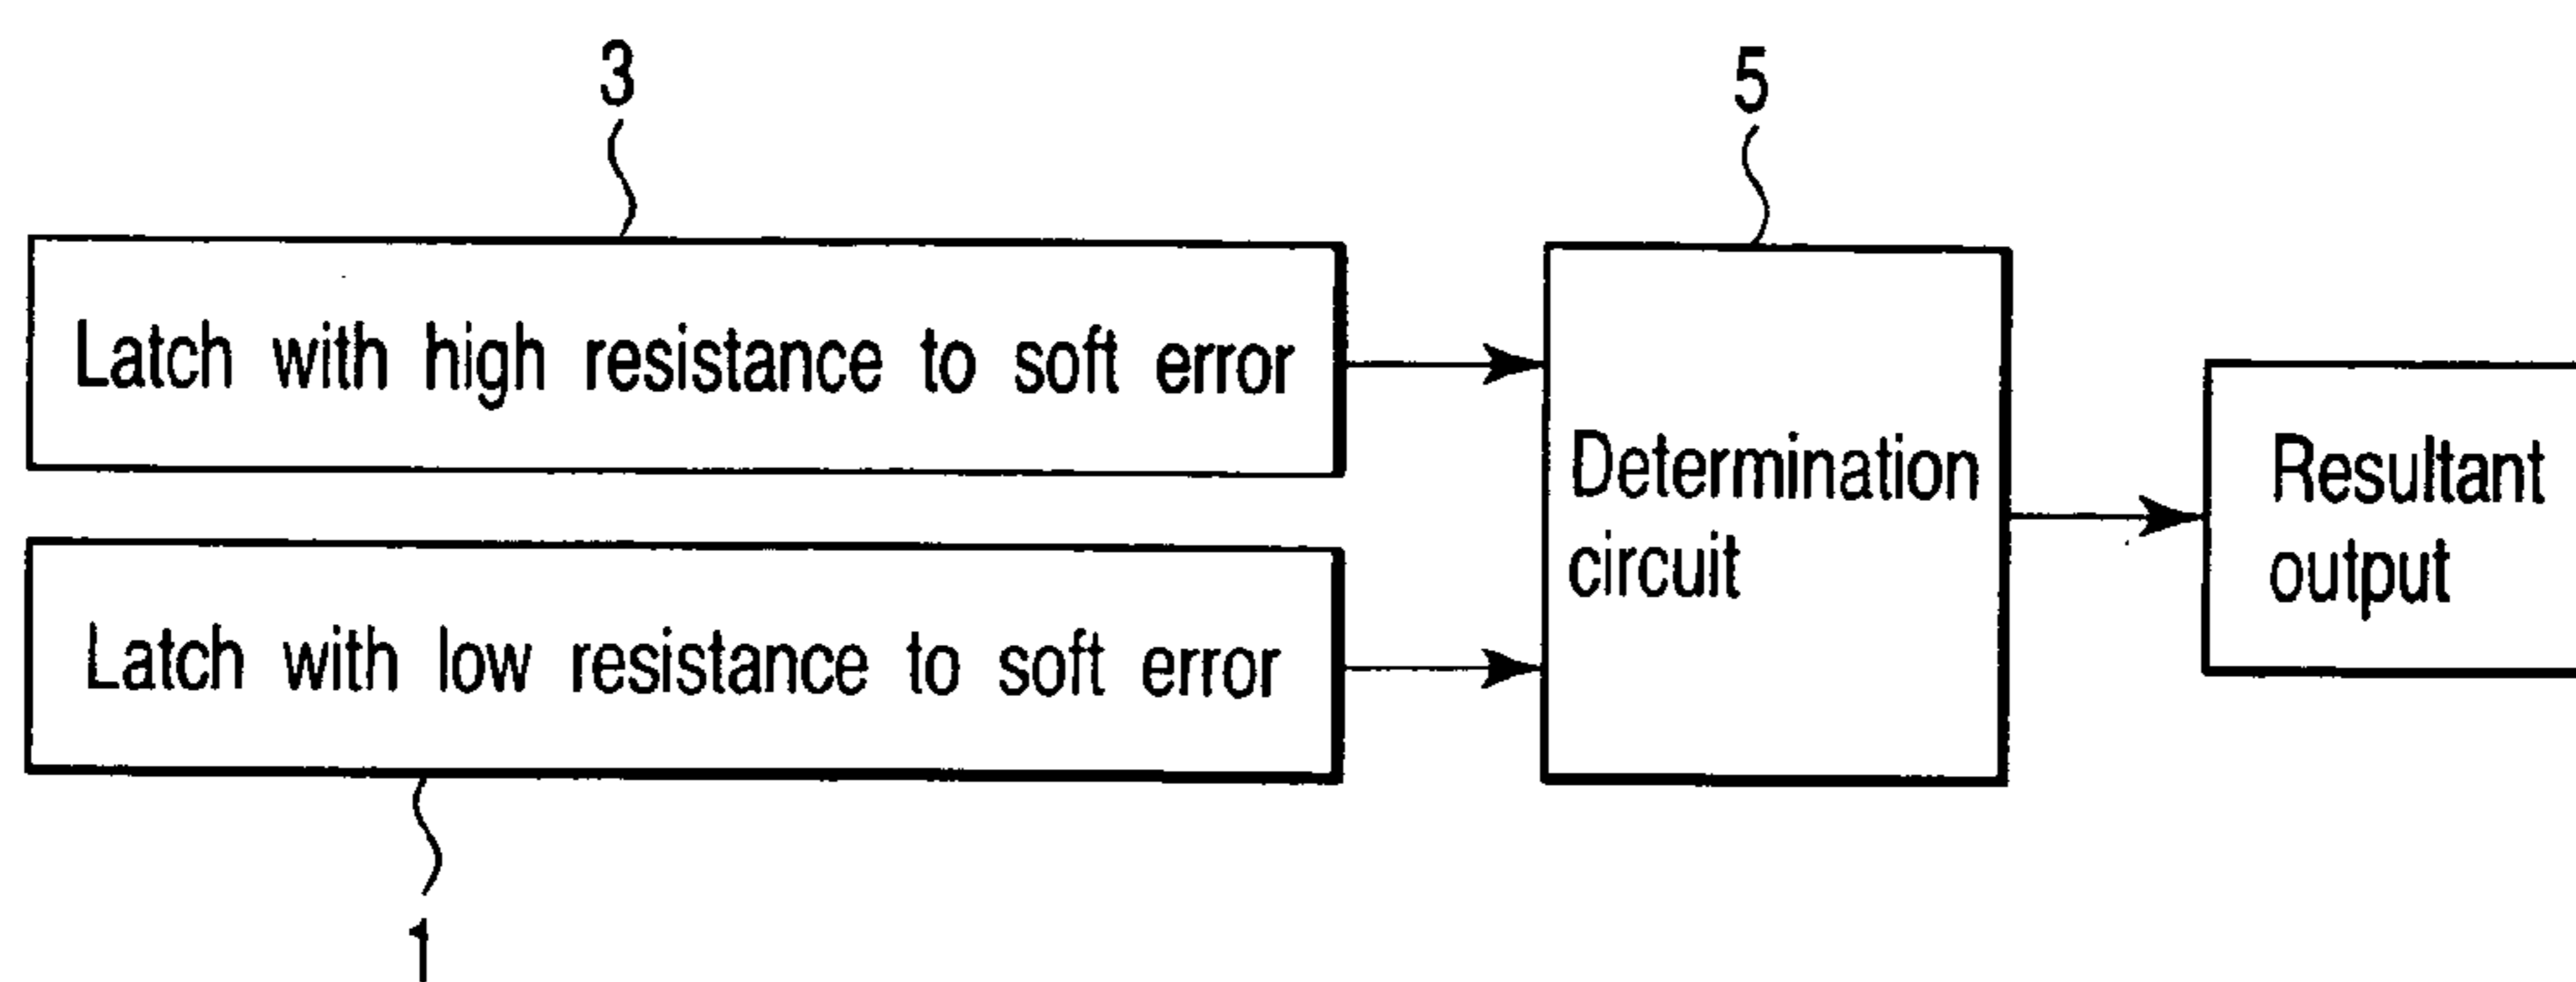 3
5
Latch with high resistance to soft error
Determination
circuit
Resultant
output
Latch with low resistance to soft error
1